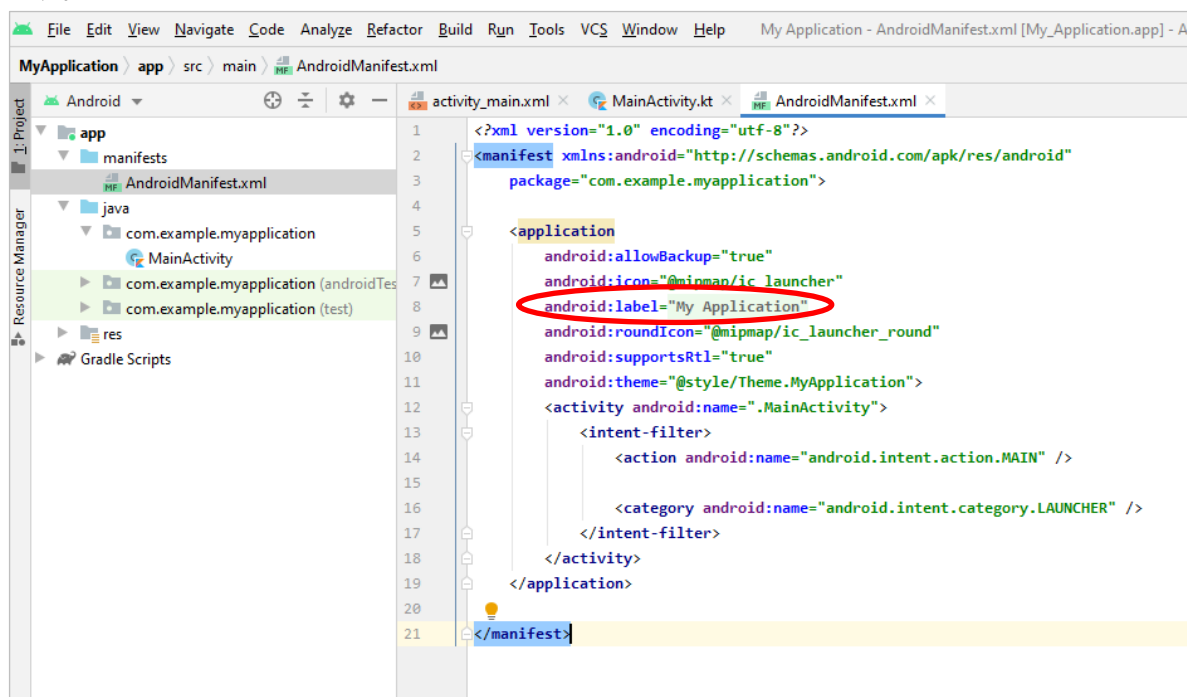 File Edit View Navigate Code Analyze Refactor Build Run Tools VCS Window Help My Application - AndroidManifest.xml [My_Application.app] - A
MyApplication app src main AndroidManifest.xml
1: Project
Resource Manager
Android
app
manifests
AndroidManifest.xml
java
com.example.myapplication
MainActivity
com.example.myapplication (androidTes
com.example.myapplication (test)
res
Gradle Scripts
activity_main.xml MainActivity.kt AndroidManifest.xml
1 <?xml version="1.0" encoding="utf-8"?>
2 <manifest xmlns:android="http://schemas.android.com/apk/res/android"
3 package="com.example.myapplication">
4
5 <application
6 android:allowBackup="true"
7 android:icon="@mipmap/ic_launcher"
8 android:label="My Application"
9 android:roundIcon="@mipmap/ic_launcher_round"
10 android:supportsRtl="true"
11 android:theme="@style/Theme.MyApplication">
12 <activity android:name=".MainActivity">
13 <intent-filter>
14 <action android:name="android.intent.action.MAIN" />
15
16 <category android:name="android.intent.category.LAUNCHER" />
17 </intent-filter>
18 </activity>
19 </application>
20
21 </manifest>